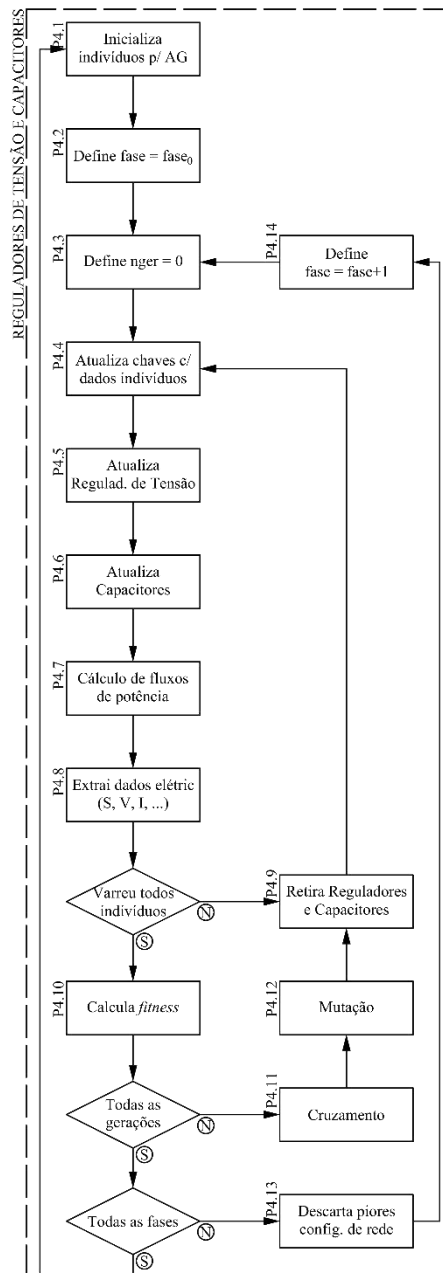 REGULADORES DE TENSÃO E CAPACITORES
P4.1
Inicializa
indivíduos p/ AG
P4.2
Define fase = fase₀
P4.3
Define nger = 0
P4.14
Define
fase = fase+1
P4.4
Atualiza chaves c/
dados indivíduos
P4.5
Atualiza
Regulad. de Tensão
P4.6
Atualiza
Capacitores
P4.7
Cálculo de fluxos
de potência
P4.8
Extrai dados elétric
(S, V, I, ...)
Varreu todos
indivíduos
N
S
P4.9
Retira Reguladores
e Capacitores
P4.10
Calcula fitness
P4.12
Mutação
Todas as
gerações
N
S
P4.11
Cruzamento
Todas as fases
N
S
P4.13
Descarta piores
config. de rede